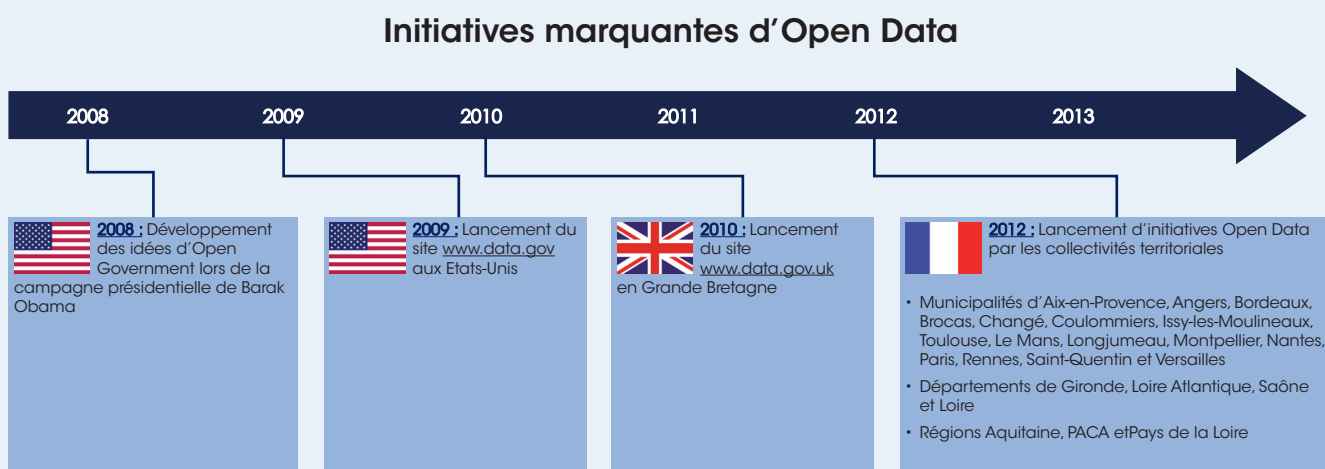 Initiatives marquantes d’Open Data
2008 2009 2010 2011 2012 2013
2008 : Développement
des idées d’Open
Government lors de la
campagne présidentielle de Barak
Obama
2009 : Lancement du
site www.data.gov
aux Etats-Unis
2010 : Lancement
du site
www.data.gov.uk
en Grande Bretagne
2012 : Lancement d’initiatives Open Data
par les collectivités territoriales
• Municipalités d’Aix-en-Provence, Angers, Bordeaux,
Brocas, Changé, Coulommiers, Issy-les-Moulineaux,
Toulouse, Le Mans, Longjumeau, Montpellier, Nantes,
Paris, Rennes, Saint-Quentin et Versailles
• Départements de Gironde, Loire Atlantique, Saône
et Loire
• Régions Aquitaine, PACA etPays de la Loire